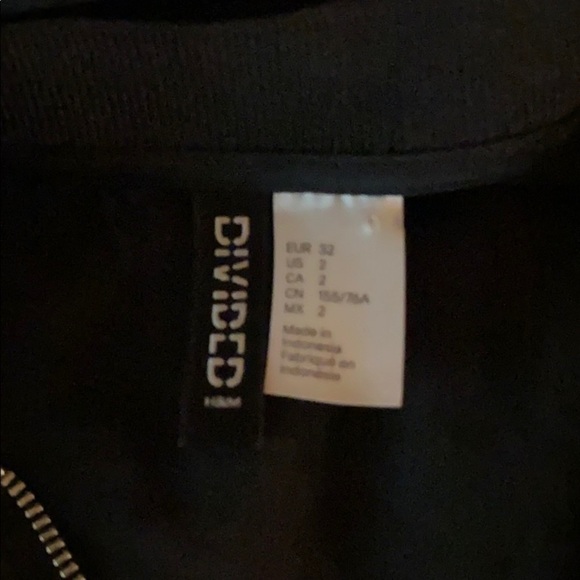 DIVIDED
H&M
EUR 32
US 2
CA 2
CN 155/76A
MX 2
Made in
Indonesia
Fabriqué en
Indonésie